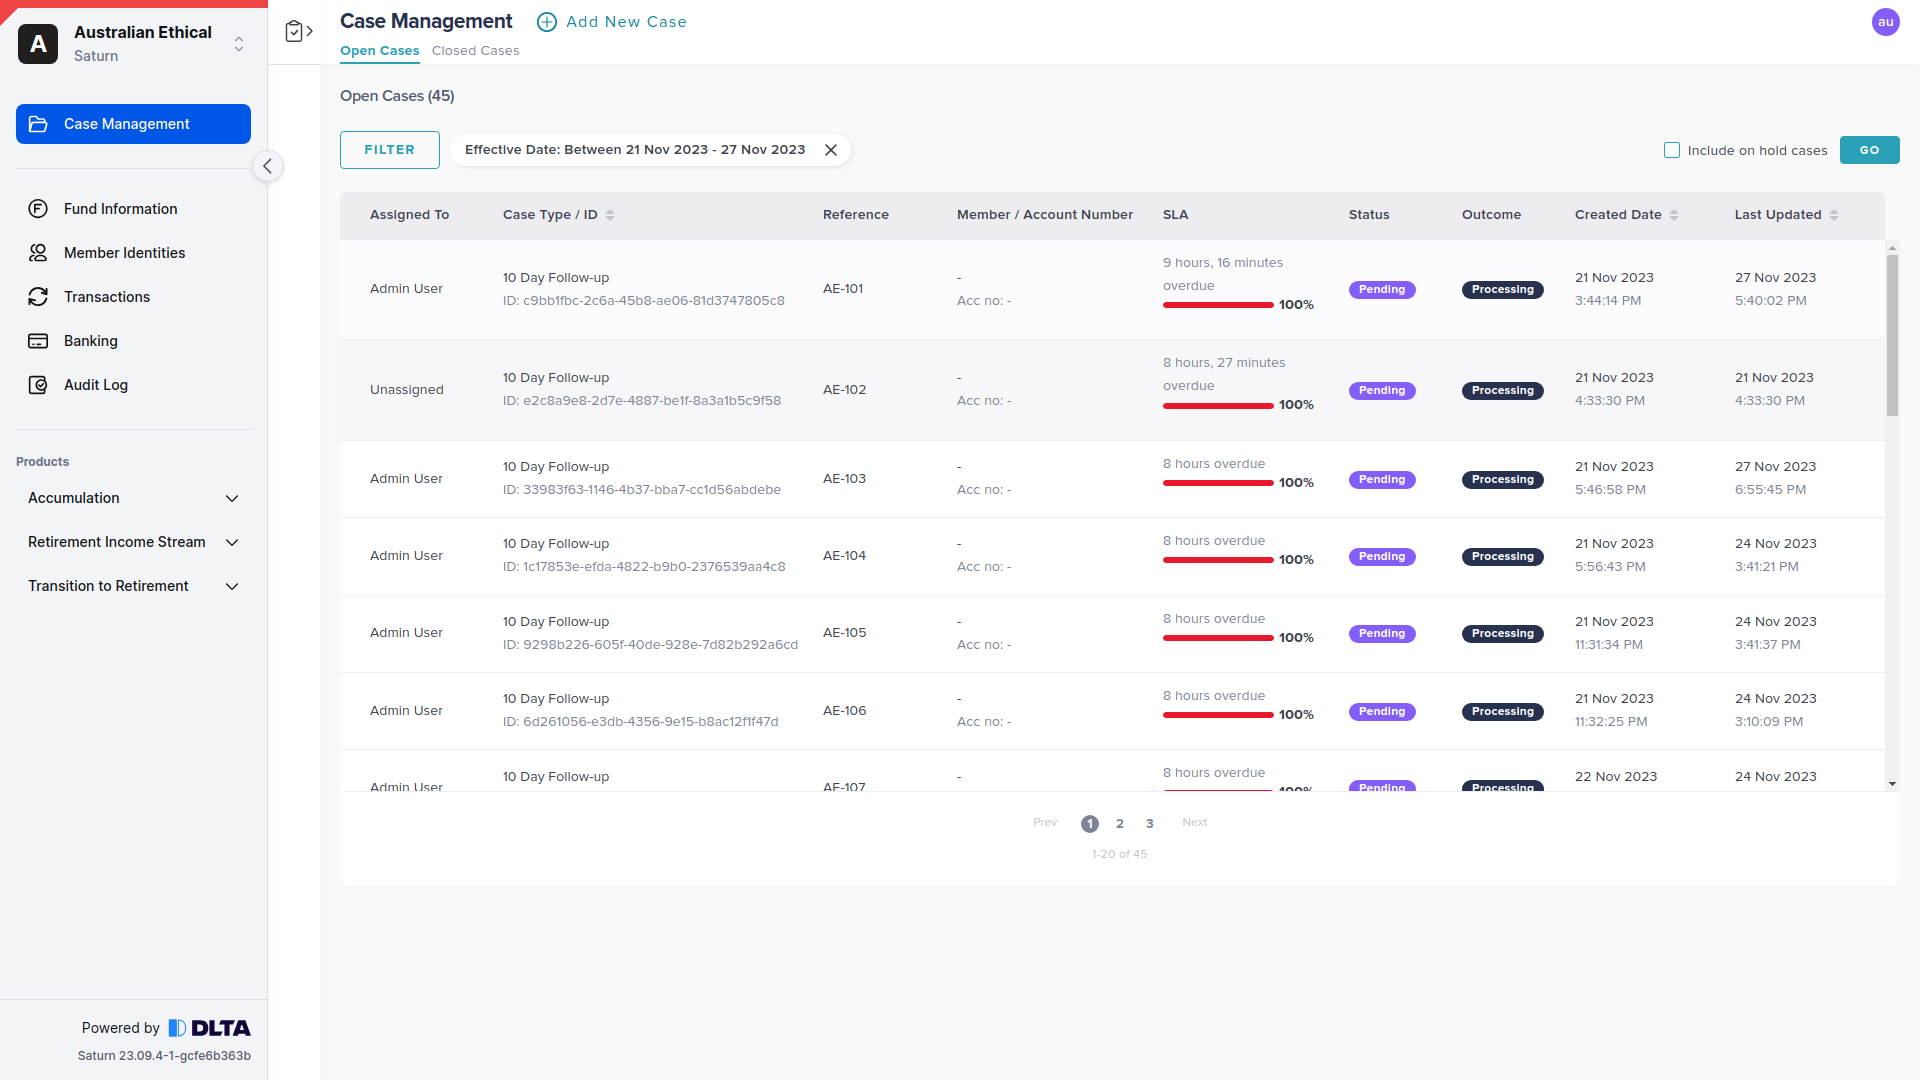 A
Australian Ethical
Saturn
Case Management
Fund Information
Member Identities
Transactions
Banking
Audit Log
Products
Accumulation
Retirement Income Stream
Transition to Retirement
Powered by DLTA
Saturn 23.09.4-1-gcfe6b363b
Case Management Add New Case
au
Open Cases Closed Cases
Open Cases (45)
FILTER Effective Date: Between 21 Nov 2023 - 27 Nov 2023 Include on hold cases GO
Assigned To Case Type / ID Reference Member / Account Number SLA Status Outcome Created Date Last Updated
9 hours, 16 minutes
10 Day Follow-up - overdue 21 Nov 2023 27 Nov 2023
Admin User AE-101 Pending Processing
ID: c9bb1fbc-2c6a-45b8-ae06-81d3747805c8 Acc no: - 100% 3:44:14 PM 5:40:02 PM
8 hours, 27 minutes
10 Day Follow-up - overdue 21 Nov 2023 21 Nov 2023
Unassigned AE-102 Pending Processing
ID: e2c8a9e8-2d7e-4887-be1f-8a3a1b5c9f58 Acc no: - 100% 4:33:30 PM 4:33:30 PM
10 Day Follow-up - 8 hours overdue 21 Nov 2023 27 Nov 2023
Admin User AE-103 100% Pending Processing
ID: 33983f63-1146-4b37-bba7-cc1d56abdebe Acc no: - 5:46:58 PM 6:55:45 PM
10 Day Follow-up - 8 hours overdue 21 Nov 2023 24 Nov 2023
Admin User AE-104 100% Pending Processing
ID: 1c17853e-efda-4822-b9b0-2376539aa4c8 Acc no: - 5:56:43 PM 3:41:21 PM
10 Day Follow-up - 8 hours overdue 21 Nov 2023 24 Nov 2023
Admin User AE-105 100% Pending Processing
ID: 9298b226-605f-40de-928e-7d82b292a6cd Acc no: - 11:31:34 PM 3:41:37 PM
10 Day Follow-up - 8 hours overdue 21 Nov 2023 24 Nov 2023
Admin User AE-106 100% Pending Processing
ID: 6d261056-e3db-4356-9e15-b8ac12f1f47d Acc no: - 11:32:25 PM 3:10:09 PM
10 Day Follow-up - 8 hours overdue 22 Nov 2023 24 Nov 2023
Admin User AE-107 100% Pending Processing
Prev 1 2 3 Next
1-20 of 45